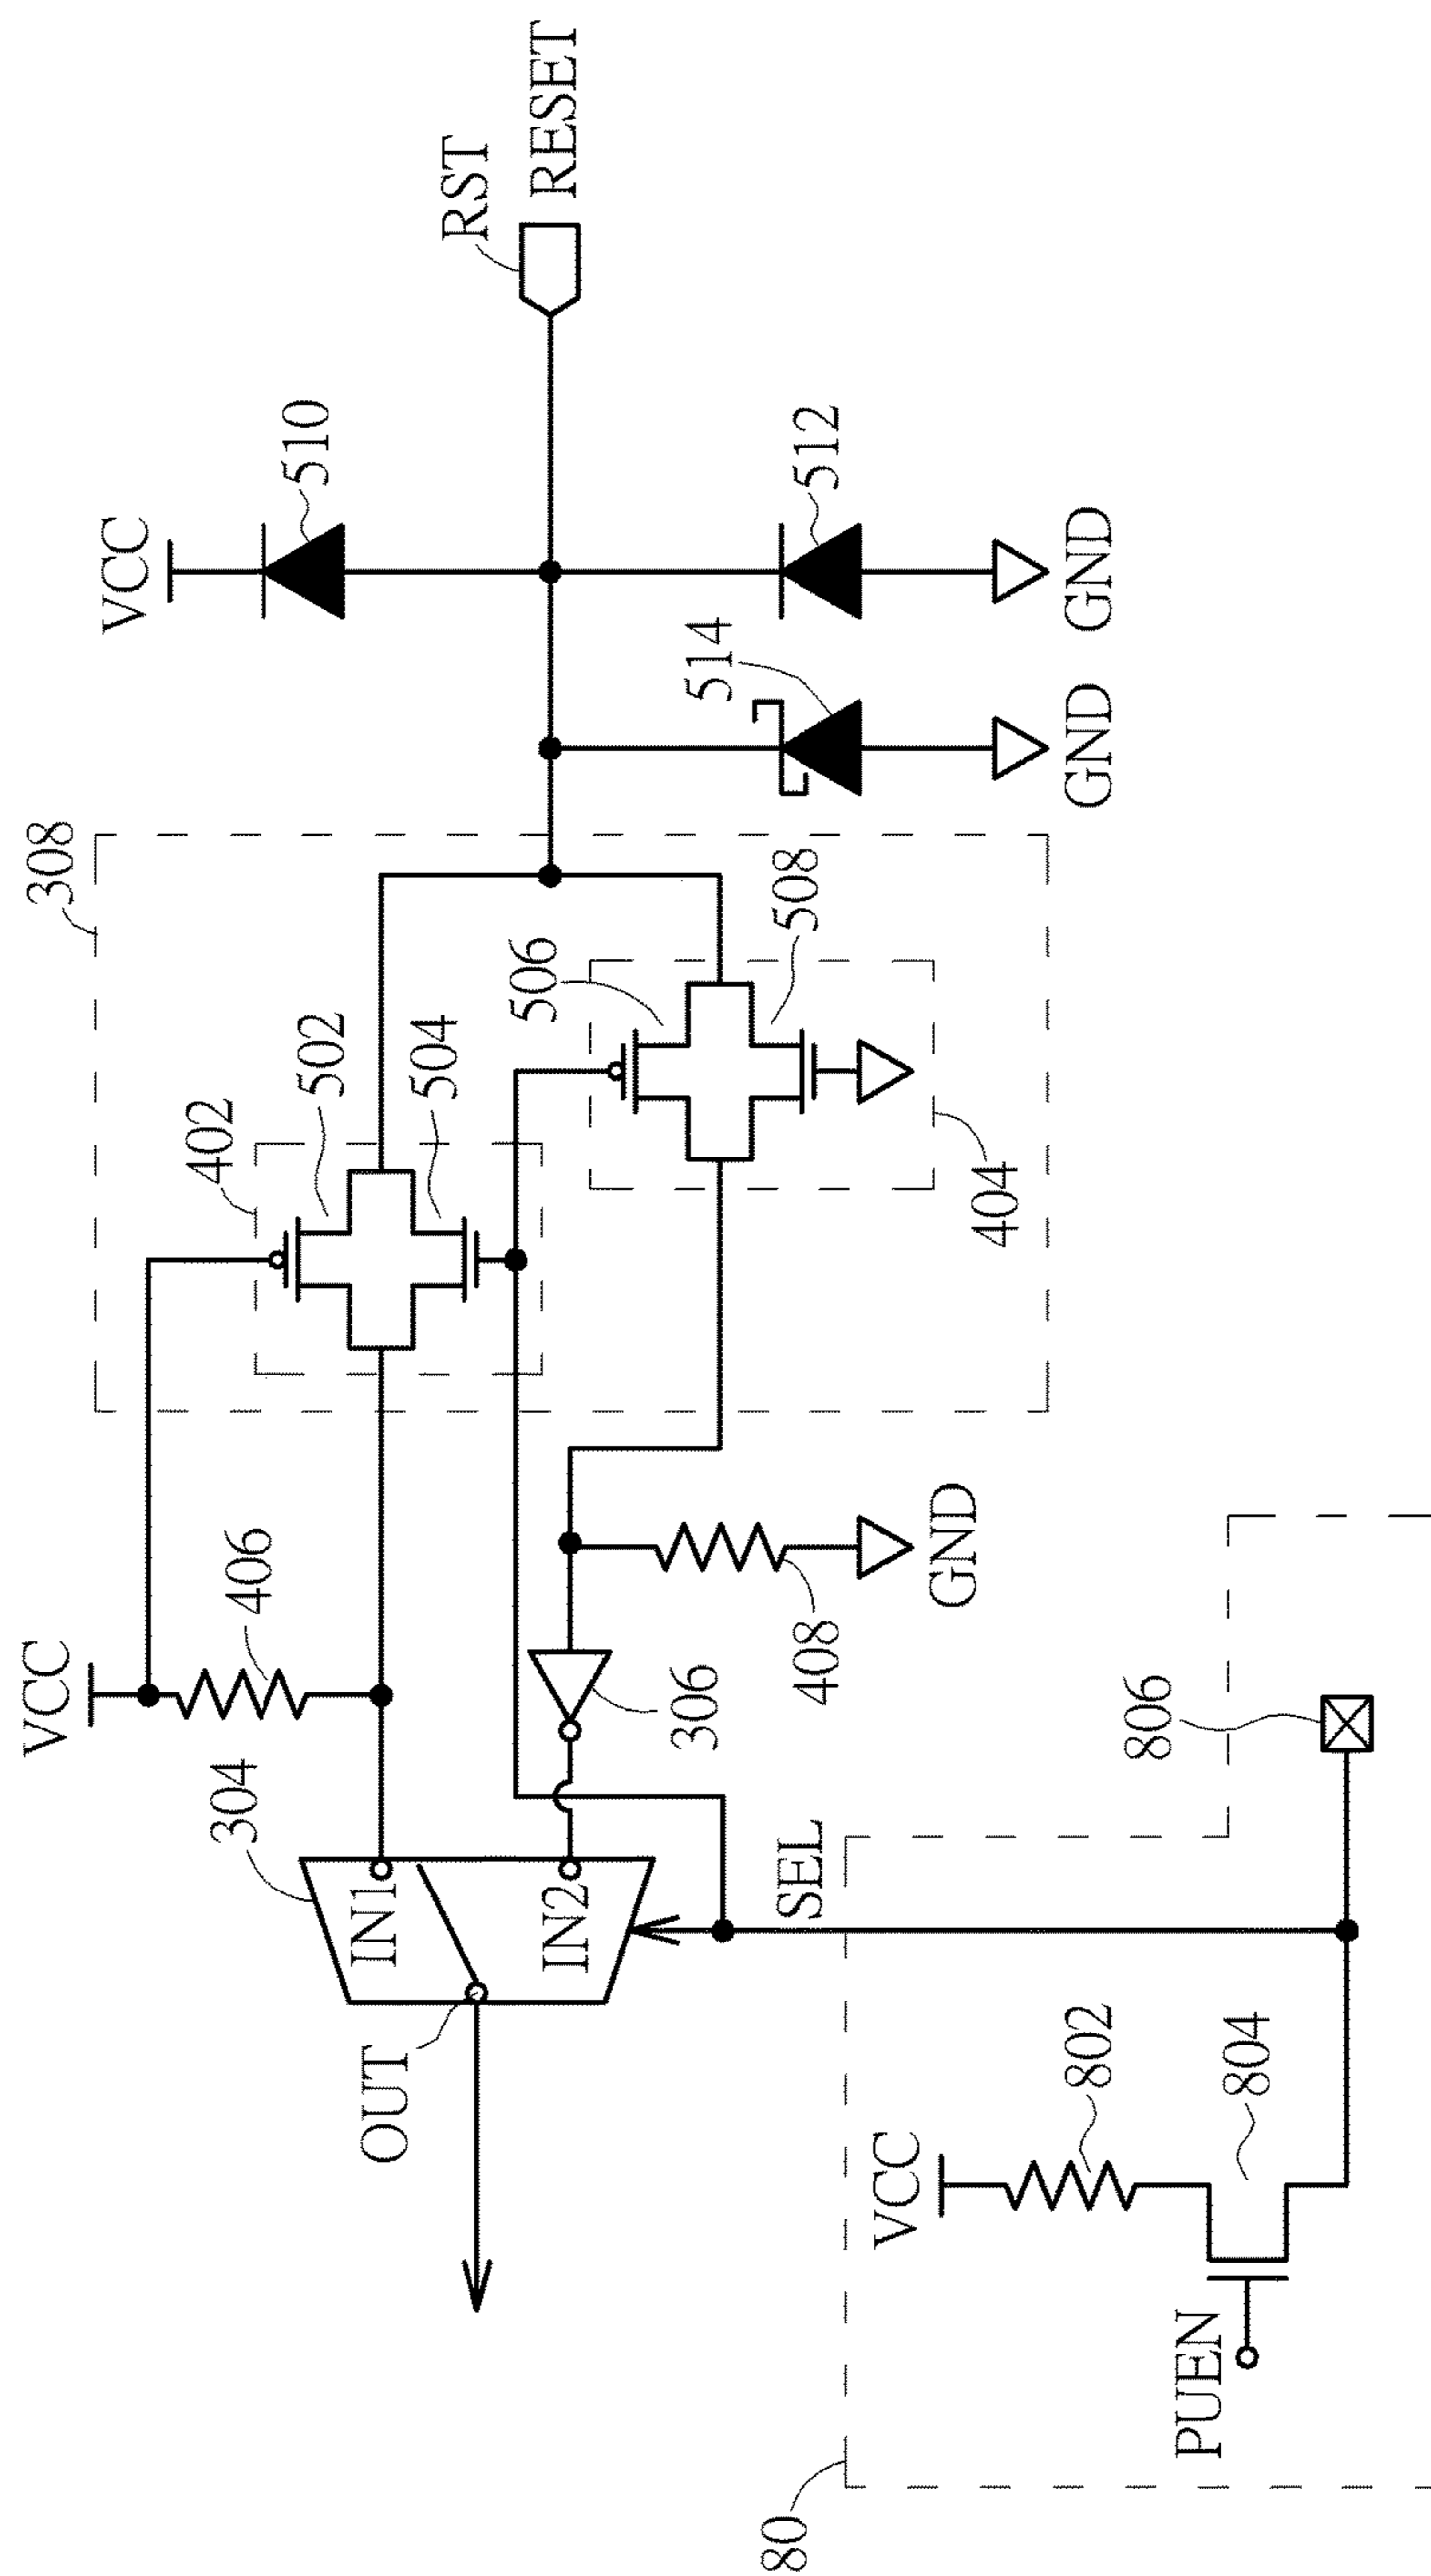 RST
RESET
VCC
510
512
GND
514
GND
308
502
504
402
506
508
404
VCC
406
408
GND
306
304
IN1
IN2
OUT
SEL
VCC
802
804
806
PUEN
80